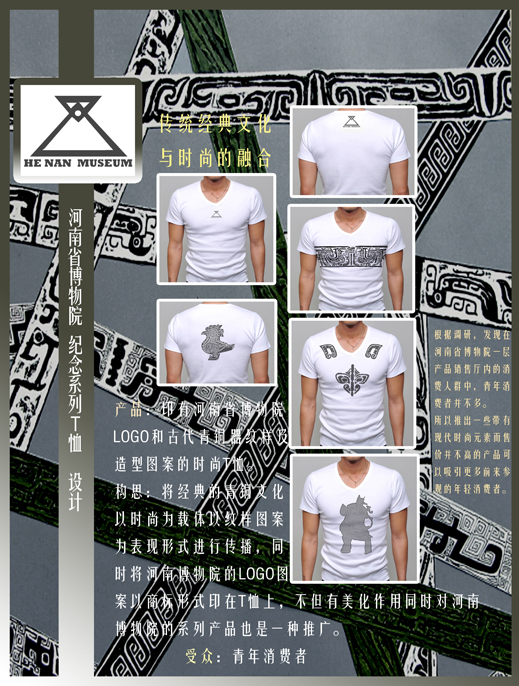 HE NAN MUSEUM
河南省博物院 纪念系列T恤 设计
传统经典文化
与时尚的融合
根据调研，发现在
河南省博物院一层
产品销售厅内的消
费人群中，青年消
费者并不多。
所以推出一些带有
现代时尚元素而售
价并不高的产品可
以吸引更多前来参
观的年轻消费者。
产品：印有河南省博物院
LOGO和古代青铜器纹样及
造型图案的时尚T恤。
构思：将经典的青铜文化
以时尚为载体以纹样图案
为表现形式进行传播，同
时将河南博物院的LOGO图
案以商标形式印在T恤上，不但有美化作用同时对河南
博物院的系列产品也是一种推广。
受众：青年消费者